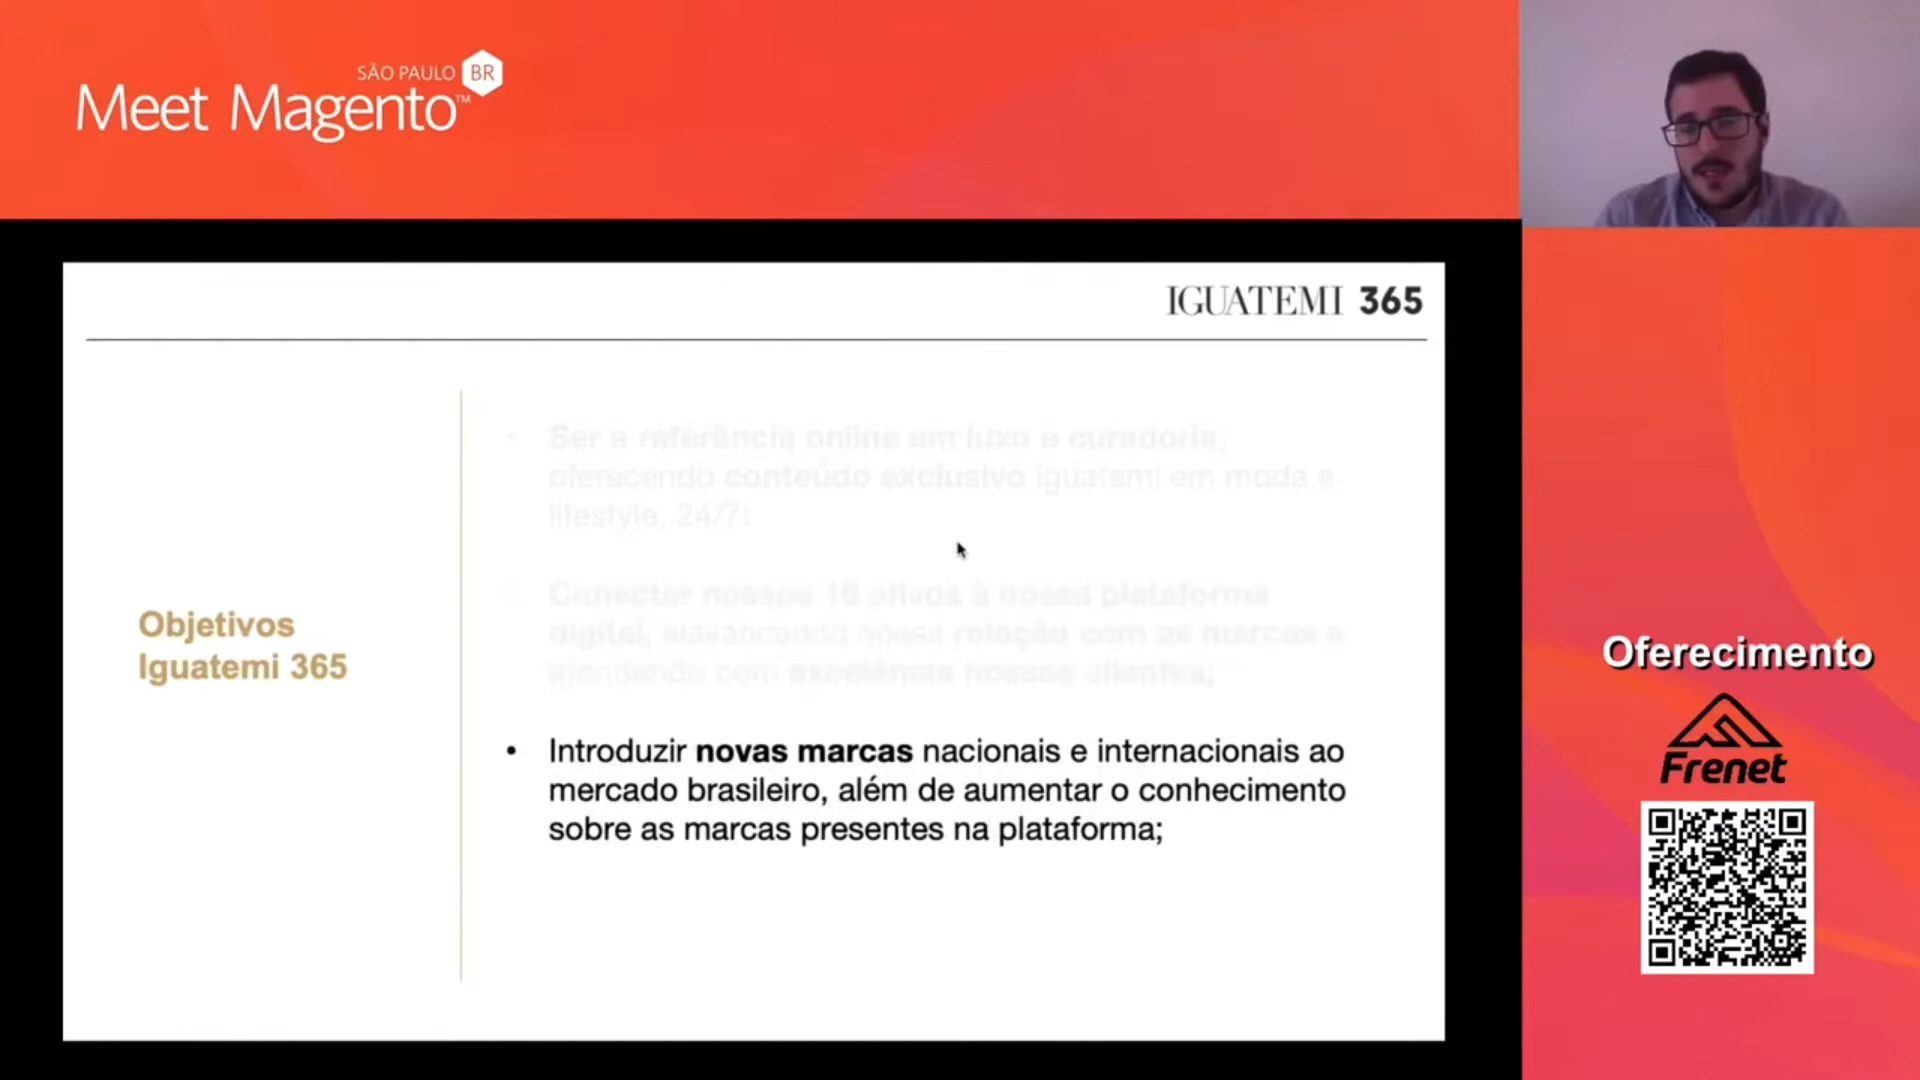 SÃO PAULO BR
Meet Magento™
IGUATEMI 365
Objetivos
Iguatemi 365
• Ser a referência online em luxo e curadoria,
oferecendo conteúdo exclusivo Iguatemi em moda e
lifestyle, 24/7;
Conectar nossos ativos à nossa plataforma
digital, alavancando nossa relação com as marcas e
atendendo com excelência nossos clientes;
• Introduzir novas marcas nacionais e internacionais ao
mercado brasileiro, além de aumentar o conhecimento
sobre as marcas presentes na plataforma;
Oferecimento
Frenet